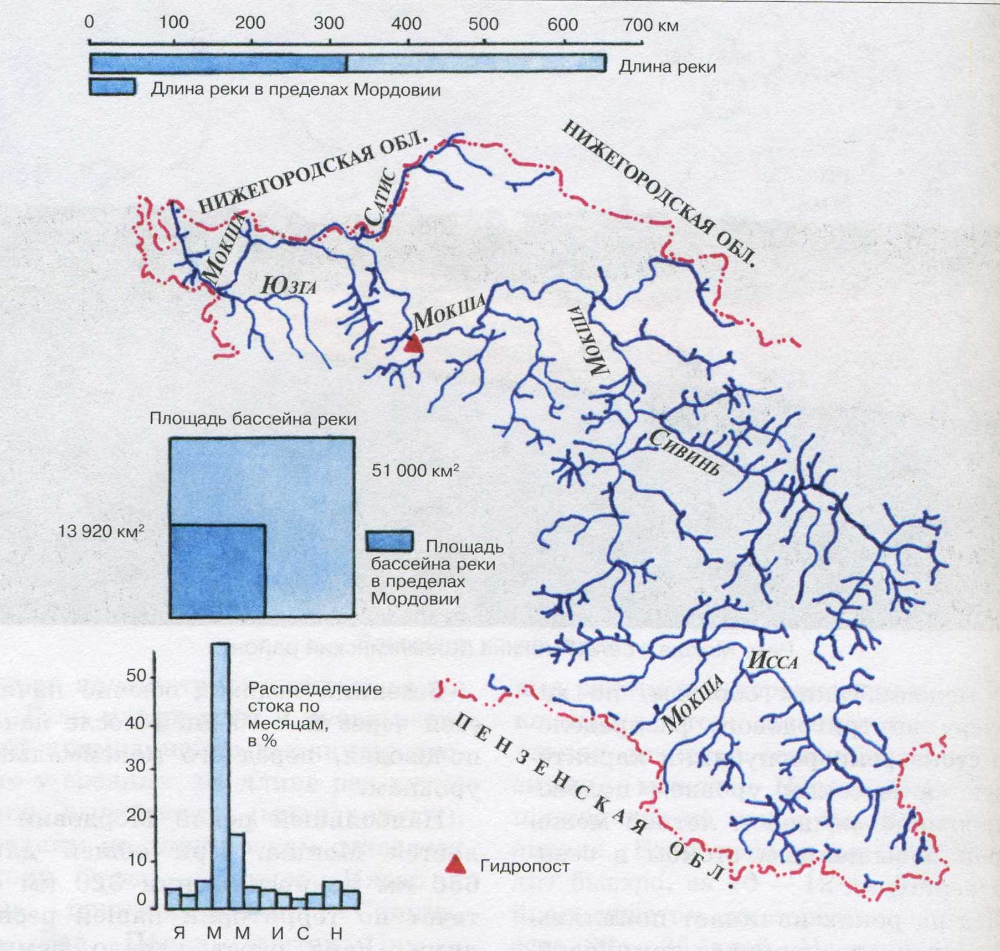 0 100 200 300 400 500 600 700 км
Длина реки
Длина реки в пределах Мордовии
НИЖЕГОРОДСКАЯ ОБЛ.
НИЖЕГОРОДСКАЯ ОБЛ.
САТИС
МОКША
ЮЗГА
МОКША
МОКША
СИВИНЬ
Площадь бассейна реки
51 000 км²
13 920 км²
Площадь
бассейна реки
в пределах
Мордовии
ИССА
МОКША
ПЕНЗЕНСКАЯ ОБЛ.
50
40
30
20
10
0
Распределение
стока по
месяцам,
в %
Я М М И С Н
Гидропост